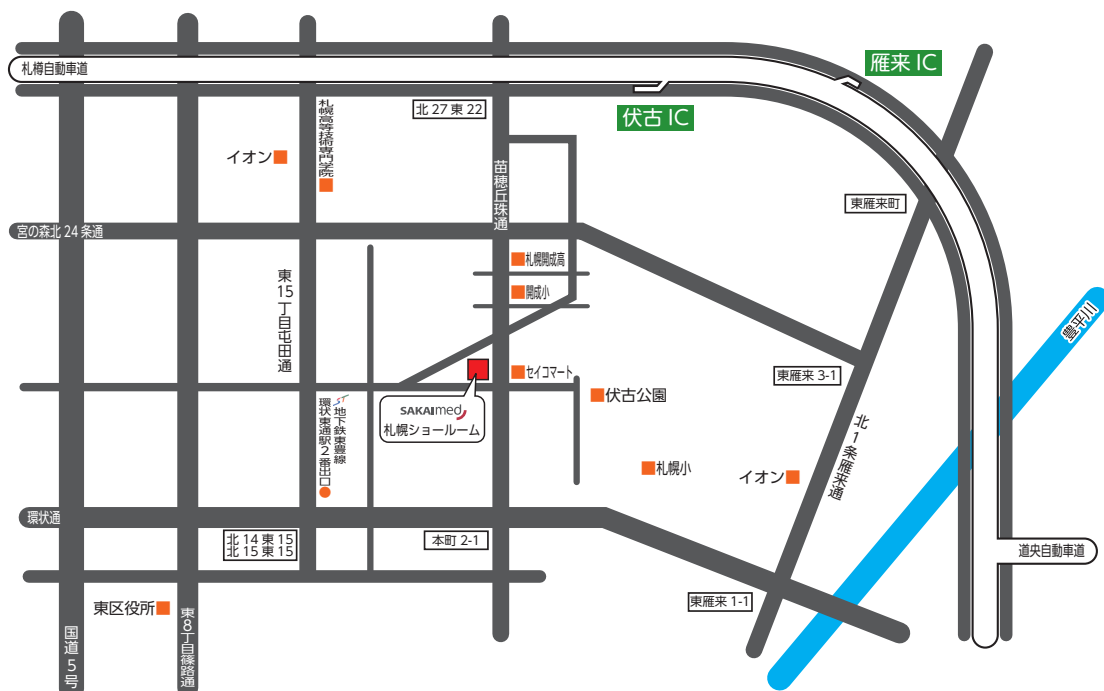 札樽自動車道
雁来 IC
伏古 IC
北 27 東 22
札幌高等技術専門学院
イオン
苗穂丘珠通
東雁来町
宮の森北 24 条通
札幌開成高
開成小
東15丁目屯田通
豊平川
セイコマート
東雁来 3-1
伏古公園
SAKAImed
札幌ショールーム
地下鉄東豊線
環状東通駅2番出口
北1条雁来通
札幌小
イオン
環状通
北 14 東 15
北 15 東 15
本町 2-1
道央自動車道
東雁来 1-1
東区役所
東8丁目篠路通
国道5号